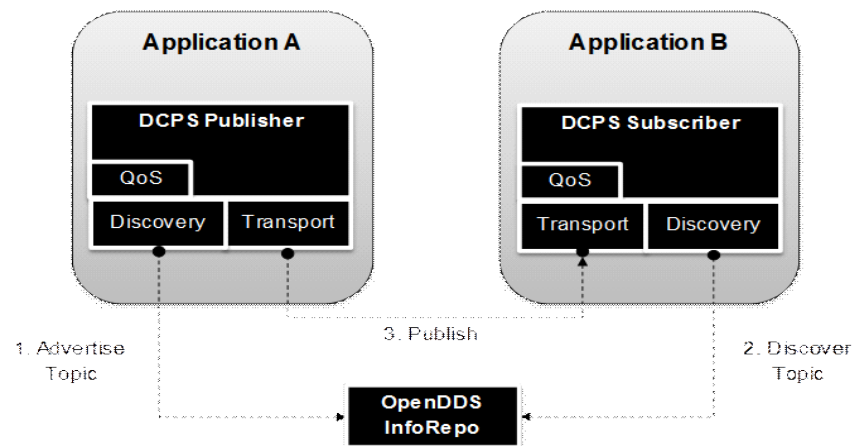 Application A
DCPS Publisher
QoS
Discovery
Transport
Application B
DCPS Subscriber
QoS
Transport
Discovery
1. Advertise
Topic
3. Publish
2. Discover
Topic
OpenDDS
InfoRepo